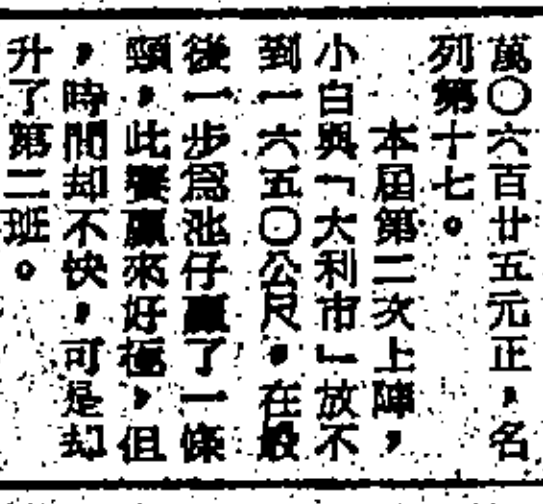 萬〇六百廿五元正，名
列第十七。
本屆第二次上陣，
小白與「大利市」放不
到一六五〇公尺，在最
後一步爲池仔贏了一條
頸，此賽贏來好極，但
，時間却不快，可是却
升了第二班。